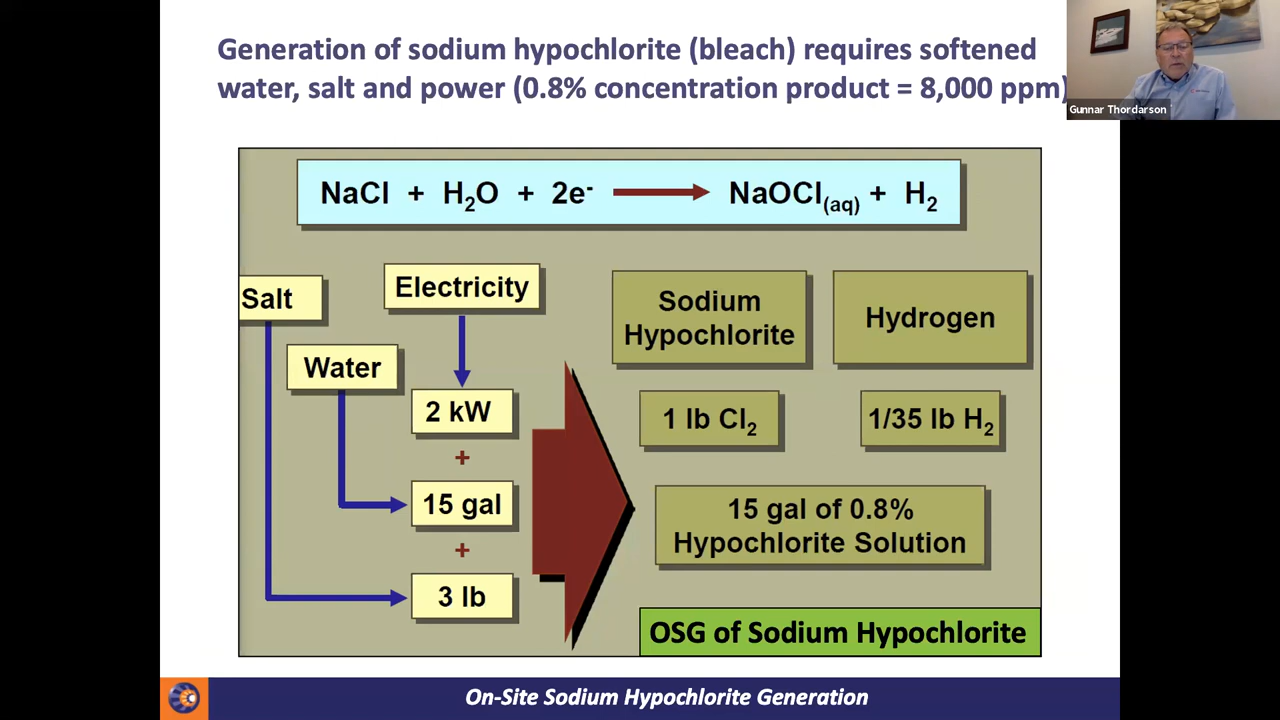 Generation of sodium hypochlorite (bleach) requires softened
water, salt and power (0.8% concentration product = 8,000 ppm)
Gunnar Thordarson
NaCl + H₂O + 2e⁻ → NaOCl(aq) + H₂
Salt
Electricity
Water
2 kW
+
15 gal
+
3 lb
Sodium
Hypochlorite
Hydrogen
1 lb Cl₂
1/35 lb H₂
15 gal of 0.8%
Hypochlorite Solution
OSG of Sodium Hypochlorite
On-Site Sodium Hypochlorite Generation